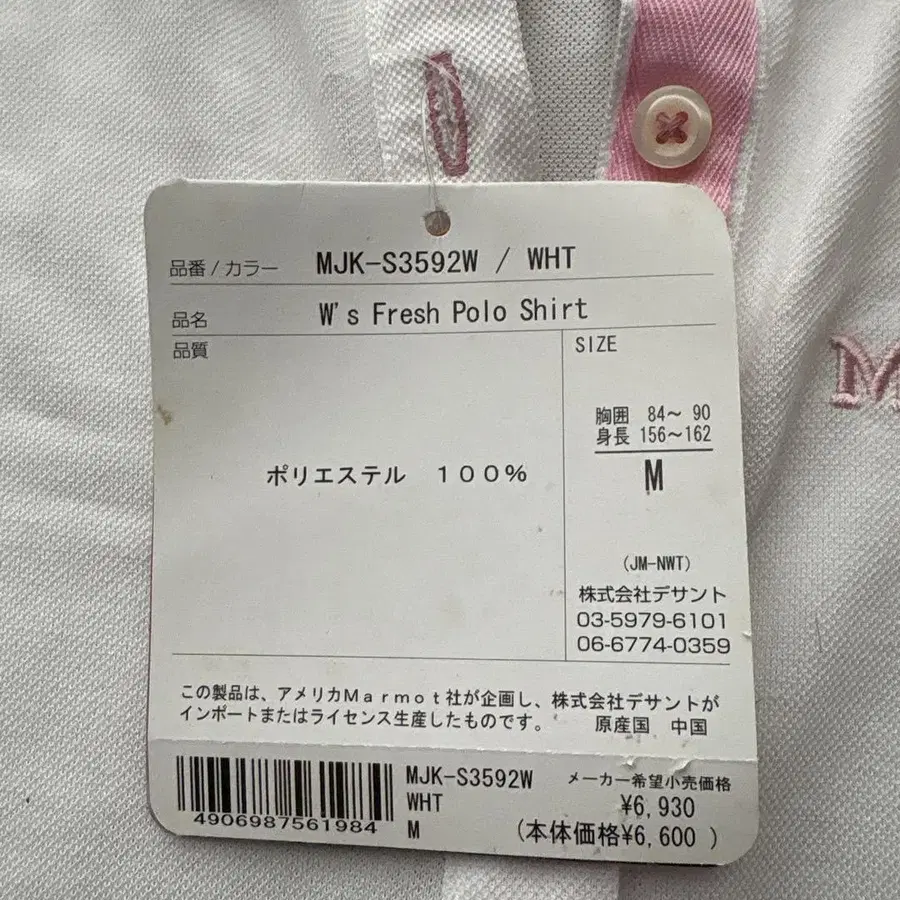 品番 / カラー MJK-S3592W / WHT
品名 W's Fresh Polo Shirt
品質
SIZE
胸囲 84～ 90
身長 156～162
M
ポリエステル 100%
(JM-NWT)
株式会社デサント
03-5979-6101
06-6774-0359
この製品は、アメリカMarmot社が企画し、株式会社デサントが
インポートまたはライセンス生産したものです。 原産国 中国
MJK-S3592W
WHT
M
4906987561984
メーカー希望小売価格
¥6,930
(本体価格¥6,600 )
M